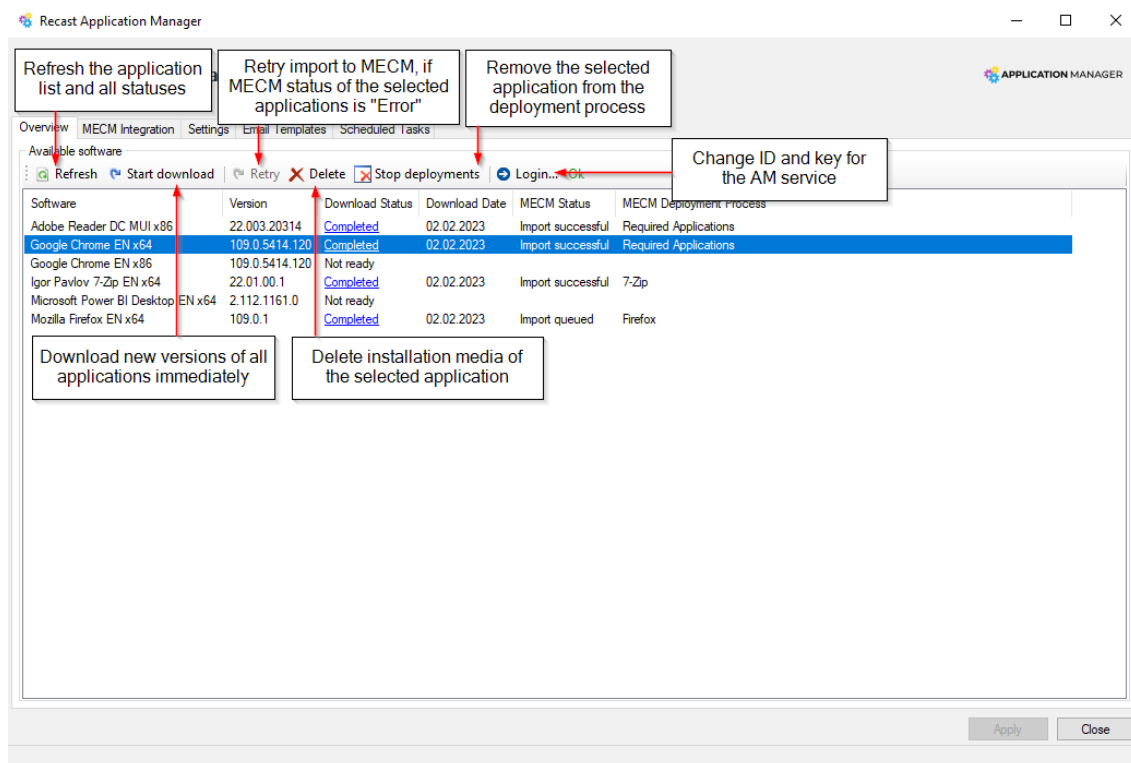 Recast Application Manager
Refresh the application
list and all statuses
Retry import to MECM, if
MECM status of the selected
applications is "Error"
Remove the selected
application from the
deployment process
APPLICATION MANAGER
Overview MECM Integration Settings Email Templates Scheduled Tasks
Available software
Change ID and key for
the AM service
Refresh Start download Retry Delete Stop deployments Login... Ok
Software Version Download Status Download Date MECM Status MECM Deployment Process
Adobe Reader DC MUI x86 22.003.20314 Completed 02.02.2023 Import successful Required Applications
Google Chrome EN x64 109.0.5414.120 Completed 02.02.2023 Import successful Required Applications
Google Chrome EN x86 109.0.5414.120 Not ready
Igor Pavlov 7-Zip EN x64 22.01.00.1 Completed 02.02.2023 Import successful 7-Zip
Microsoft Power BI Desktop EN x64 2.112.1161.0 Not ready
Mozilla Firefox EN x64 109.0.1 Completed 02.02.2023 Import queued Firefox
Download new versions of all
applications immediately
Delete installation media of
the selected application
Apply Close